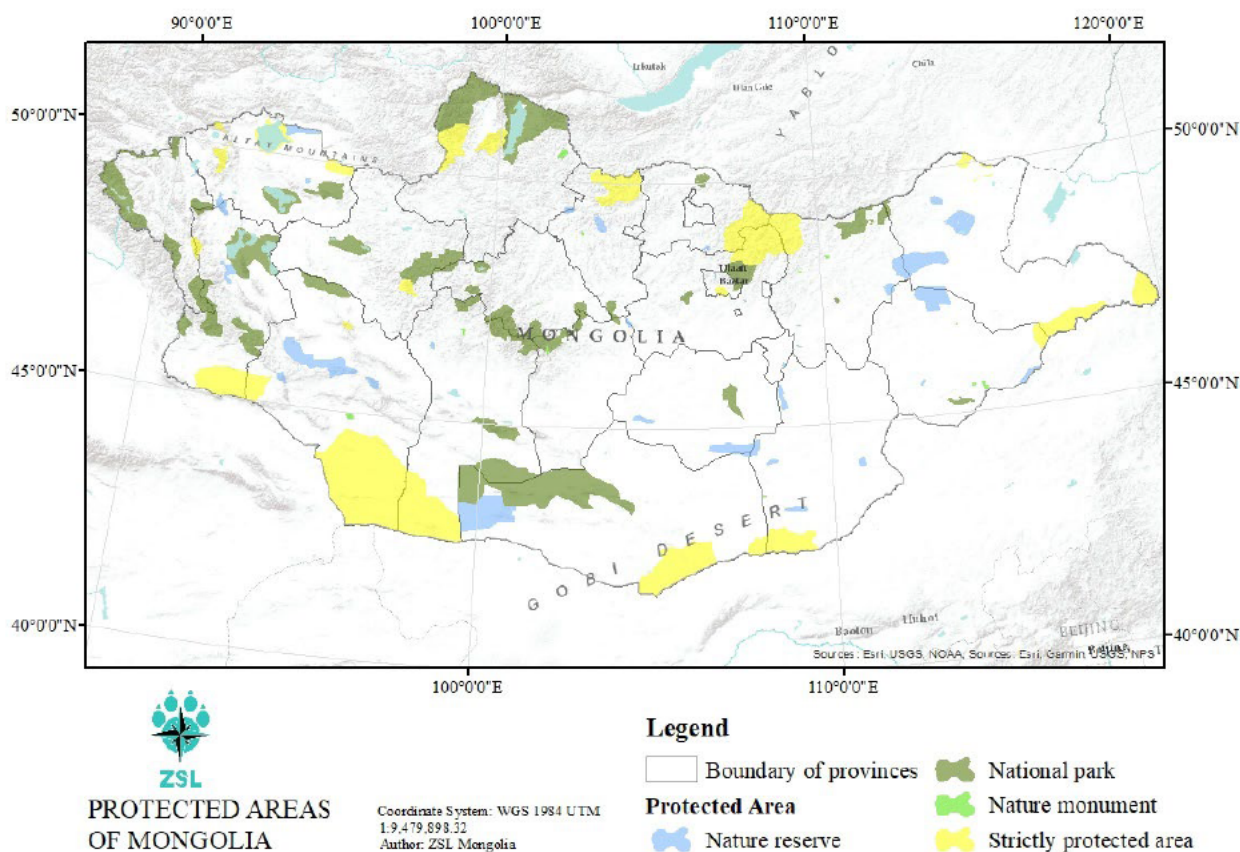 90°0'0"E 100°0'0"E 110°0'0"E 120°0'0"E
YABLO
Irkutsk
Ulan Ude
Chita
50°0'0"N 50°0'0"N
ALTAY MOUNTAINS
Ulaan
Baatar
MONGOLIA
45°0'0"N 45°0'0"N
GOBI DESERT
40°0'0"N 40°0'0"N
Baotou
Huhot
BEIJING
Sources: Esri, USGS, NOAA, Sources: Esri, Garmin, USGS, NPS
100°0'0"E 110°0'0"E
ZSL
PROTECTED AREAS
OF MONGOLIA
Coordinate System: WGS 1984 UTM
1:9,479,898.32
Author: ZSL Mongolia
Legend
Boundary of provinces
Protected Area
Nature reserve
National park
Nature monument
Strictly protected area